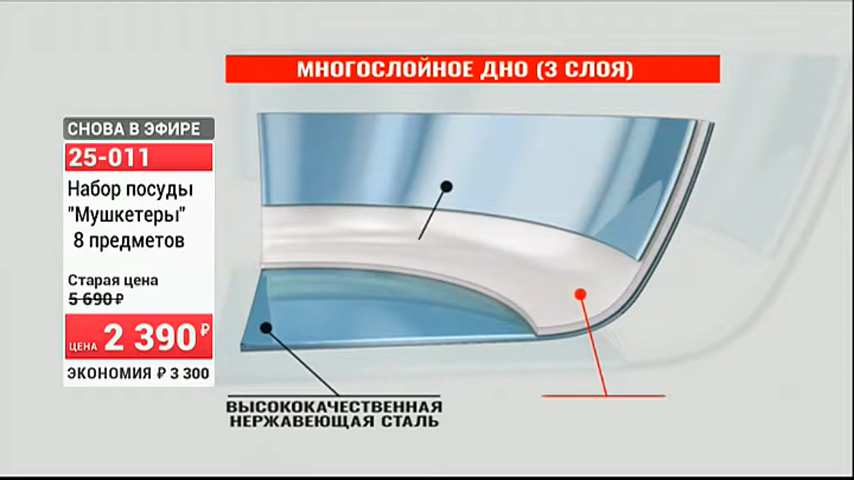 МНОГОСЛОЙНОЕ ДНО (3 СЛОЯ)
СНОВА В ЭФИРЕ
25-011
Набор посуды
"Мушкетеры"
8 предметов
Старая цена
5 690 ₽
ЦЕНА 2 390 ₽
ЭКОНОМИЯ ₽ 3 300
ВЫСОКОКАЧЕСТВЕННАЯ
НЕРЖАВЕЮЩАЯ СТАЛЬ